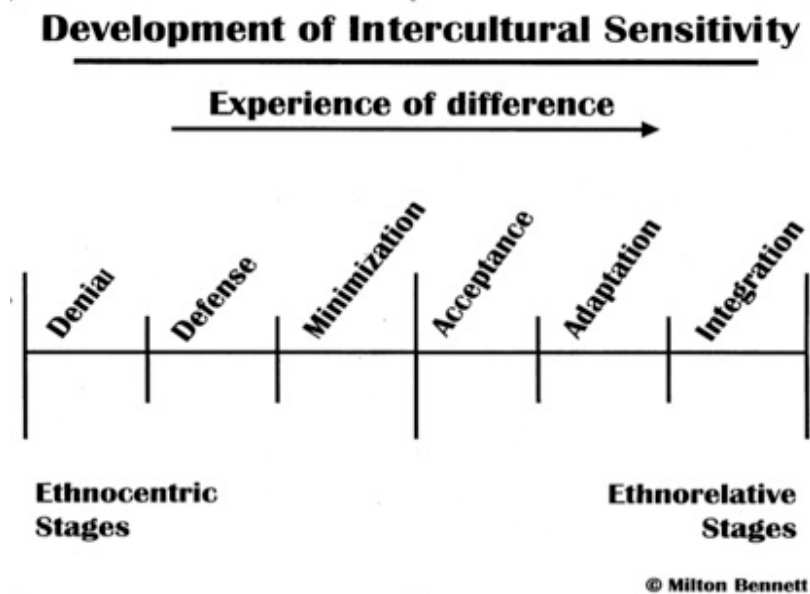 Development of Intercultural Sensitivity
Experience of difference
Denial
Defense
Minimization
Acceptance
Adaptation
Integration
Ethnocentric
Stages
Ethnorelative
Stages
© Milton Bennett